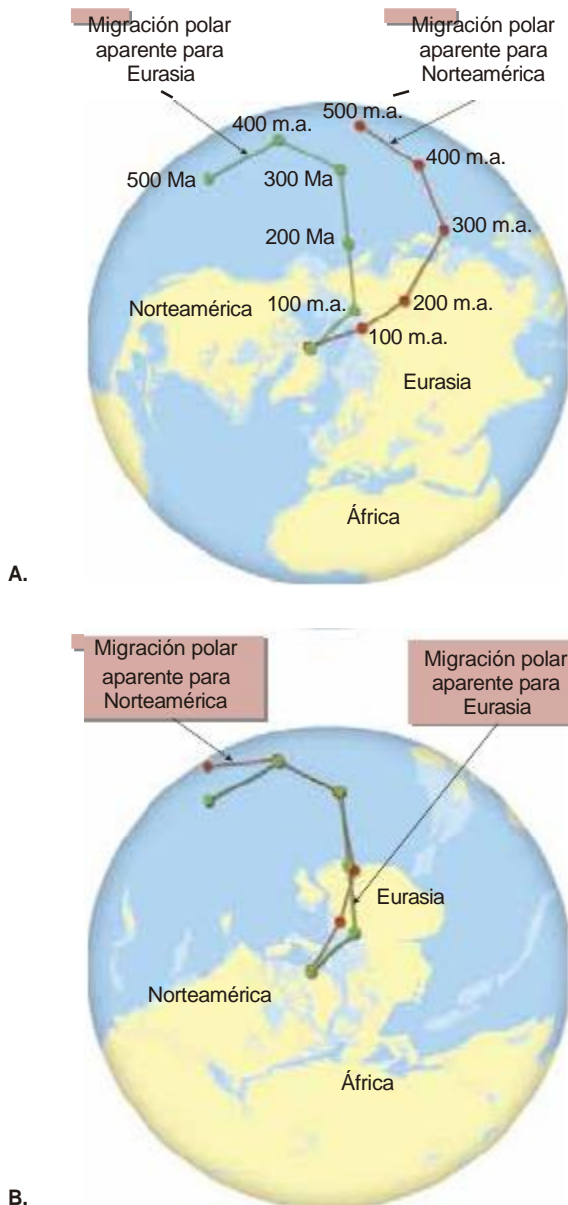 Migración polar
aparente para
Eurasia
Migración polar
aparente para
Norteamérica
500 m.a.
400 m.a.
400 m.a.
500 Ma
300 Ma
300 m.a.
200 Ma
Norteamérica
100 m.a.
200 m.a.
100 m.a.
Eurasia
África
A.
Migración polar
aparente para
Norteamérica
Migración polar
aparente para
Eurasia
Eurasia
Norteamérica
África
B.